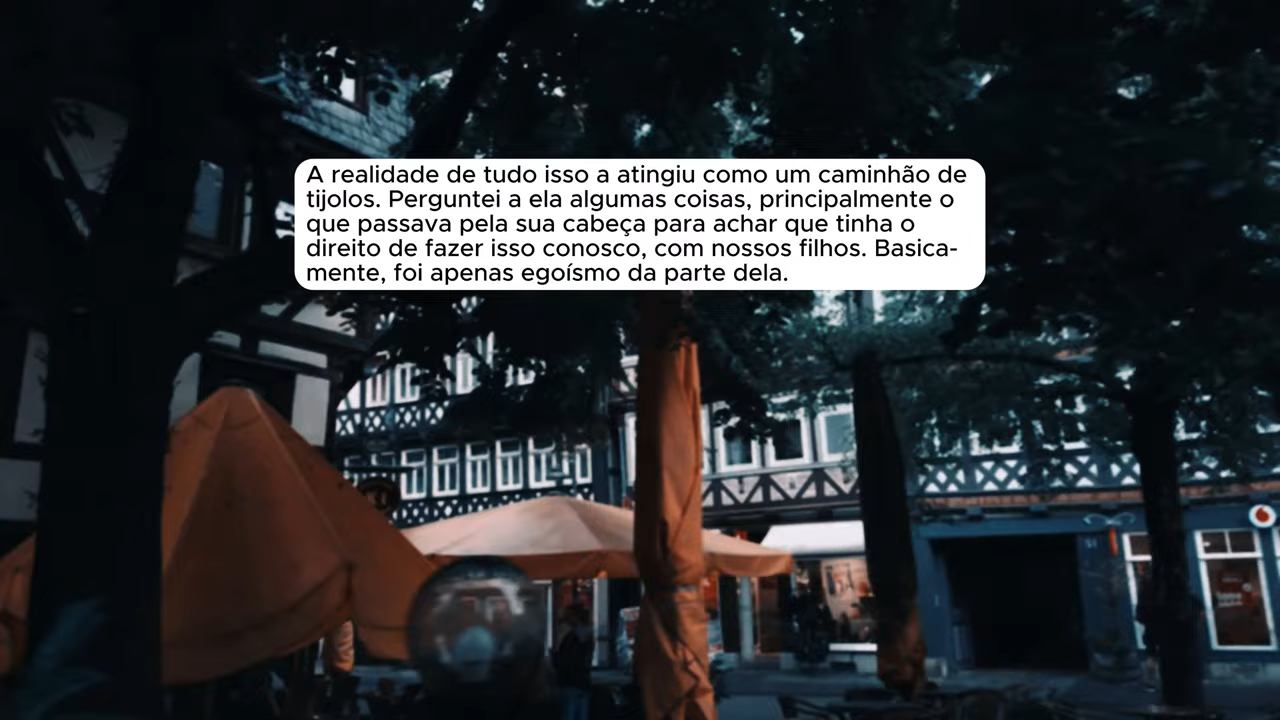 A realidade de tudo isso a atingiu como um caminhão de
tijolos. Perguntei a ela algumas coisas, principalmente o
que passava pela sua cabeça para achar que tinha o
direito de fazer isso conosco, com nossos filhos. Basica-
mente, foi apenas egoísmo da parte dela.